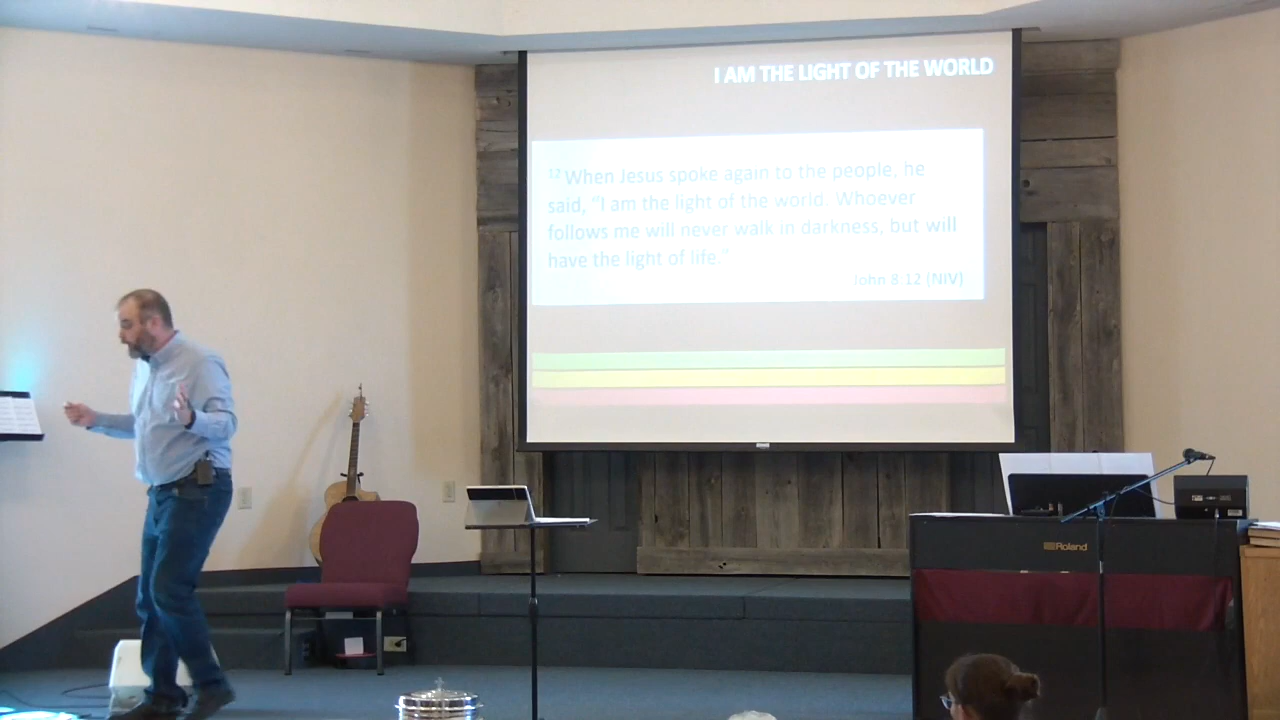 I AM THE LIGHT OF THE WORLD
12 When Jesus spoke again to the people, he
said, "I am the light of the world. Whoever
follows me will never walk in darkness, but will
have the light of life."
John 8:12 (NIV)
Roland